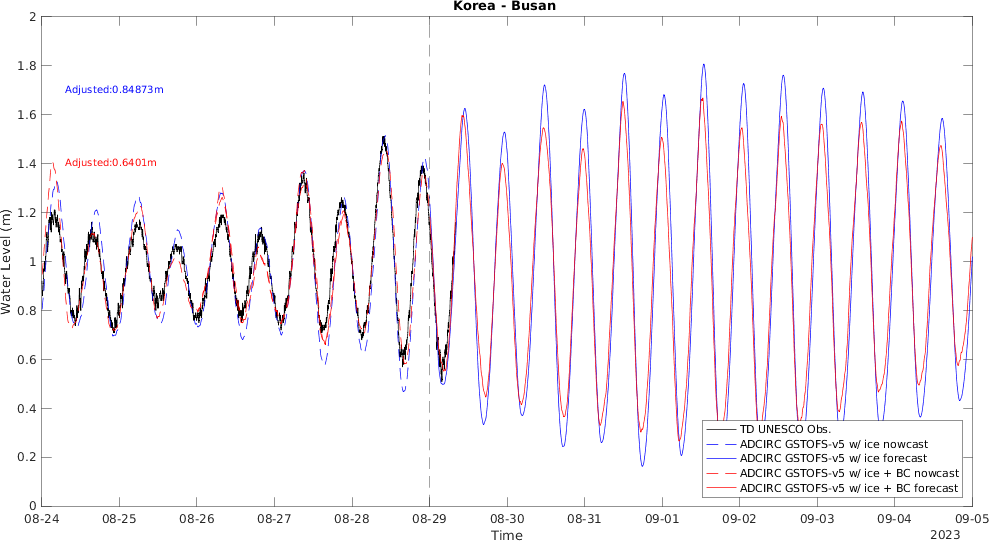 Korea - Busan
2
1.8
1.6
1.4
1.2
1
0.8
0.6
0.4
0.2
0
Water Level (m)
Adjusted:0.84873m
Adjusted:0.6401m
TD UNESCO Obs.
ADCIRC GSTOFS-v5 w/ ice nowcast
ADCIRC GSTOFS-v5 w/ ice forecast
ADCIRC GSTOFS-v5 w/ ice + BC nowcast
ADCIRC GSTOFS-v5 w/ ice + BC forecast
08-24 08-25 08-26 08-27 08-28 08-29 08-30 08-31 09-01 09-02 09-03 09-04 09-05
Time
2023